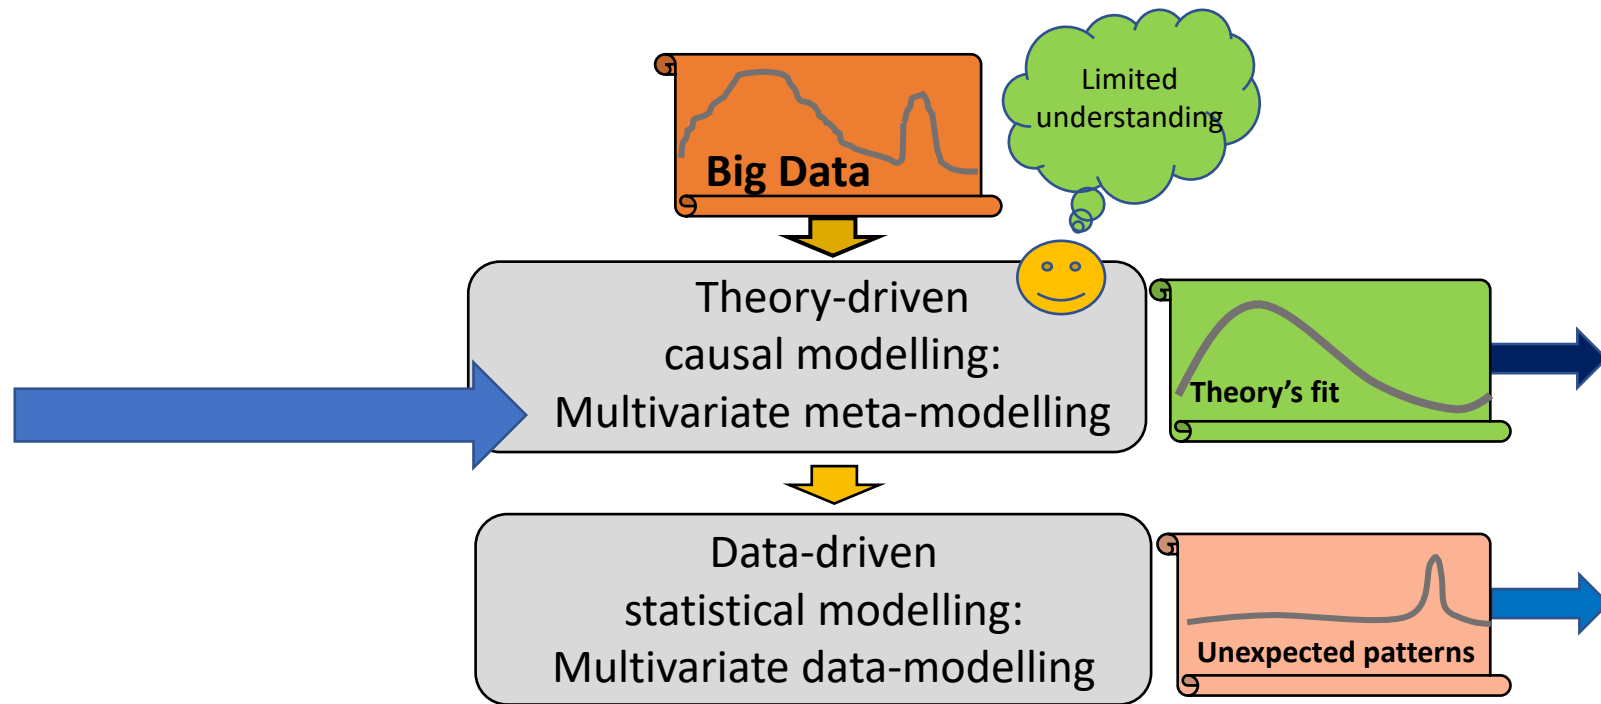 Limited
understanding
Big Data
Theory-driven
causal modelling:
Multivariate meta-modelling
Theory's fit
Data-driven
statistical modelling:
Multivariate data-modelling
Unexpected patterns